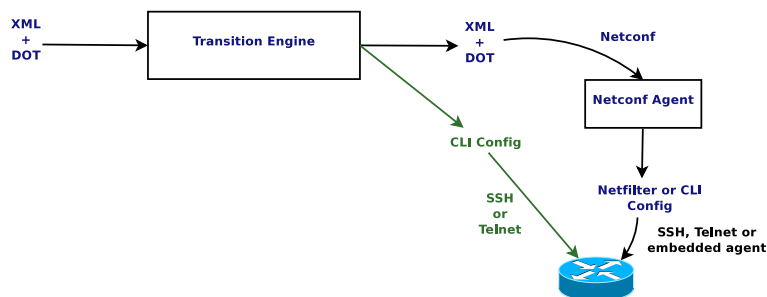 XML
+
DOT
Transition Engine
XML
+
DOT
Netconf
Netconf Agent
CLI Config
SSH
or
Telnet
Netfilter or CLI
Config
SSH, Telnet or
embedded agent